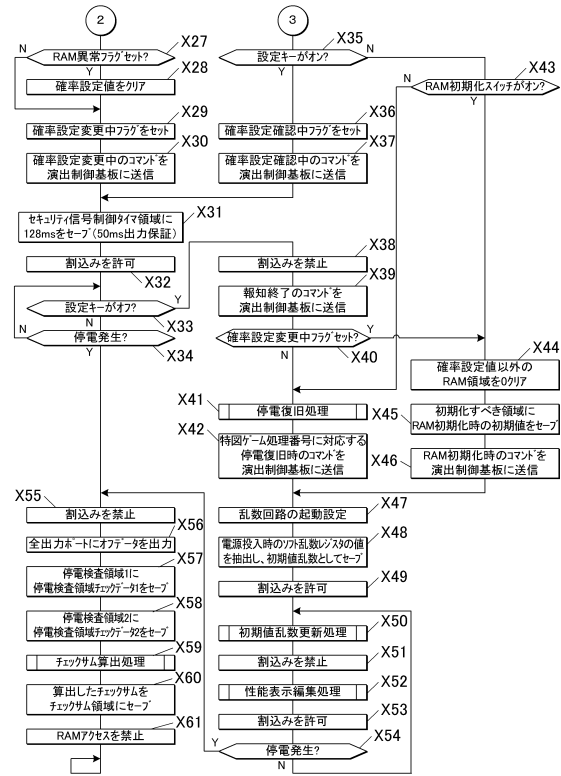 2
RAM異常フラグセット?
X27
N
Y
確率設定値をクリア
X28
確率設定変更中フラグをセット
X29
確率設定変更中のコマンドを
演出制御基板に送信
X30
セキュリティ信号制御タイマ領域に
128msをセーブ(50ms出力保証)
X31
割込みを許可
X32
設定キーがオフ?
X33
Y
N
停電発生?
X34
N
Y
3
設定キーがオン?
X35
N
Y
確率設定確認中フラグをセット
X36
確率設定確認中のコマンドを
演出制御基板に送信
X37
割込みを禁止
X38
報知終了のコマンドを
演出制御基板に送信
X39
確率設定変更中フラグセット?
X40
Y
N
停電復旧処理
X41
特図ゲーム処理番号に対応する
停電復旧時のコマンドを
演出制御基板に送信
X42
RAM初期化スイッチがオン?
X43
N
Y
確率設定値以外の
RAM領域を0クリア
X44
初期化すべき領域に
RAM初期化時の初期値をセーブ
X45
RAM初期化時のコマンドを
演出制御基板に送信
X46
乱数回路の起動設定
X47
電源投入時のソフト乱数レジスタの値
を抽出し、初期値乱数としてセーブ
X48
割込みを許可
X49
初期値乱数更新処理
X50
割込みを禁止
X51
性能表示編集処理
X52
割込みを許可
X53
停電発生?
X54
Y
N
割込みを禁止
X55
全出力ポートにオフデータを出力
X56
停電検査領域1に
停電検査領域チェックデータ1をセーブ
X57
停電検査領域2に
停電検査領域チェックデータ2をセーブ
X58
チェックサム算出処理
X59
算出したチェックサムを
チェックサム領域にセーブ
X60
RAMアクセスを禁止
X61